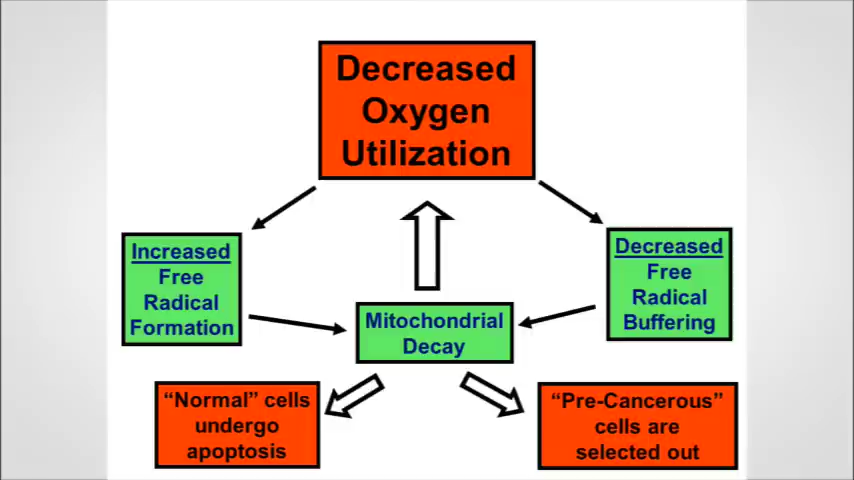 Decreased
Oxygen
Utilization
Increased
Free
Radical
Formation
Decreased
Free
Radical
Buffering
Mitochondrial
Decay
“Normal” cells
undergo
apoptosis
“Pre-Cancerous”
cells are
selected out